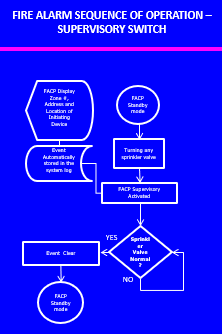 FIRE ALARM SEQUENCE OF OPERATION –
SUPERVISORY SWITCH
FACP Display
Zone #,
Address and
Location of
Initiating
Device
FACP
Standby
mode
Event
Automatically
stored in the
system log
Turning any
sprinkler valve
FACP Supervisory
Activated
YES
Sprinkl
er
Valve
Normal
?
Event Clear
NO
FACP
Standby
mode